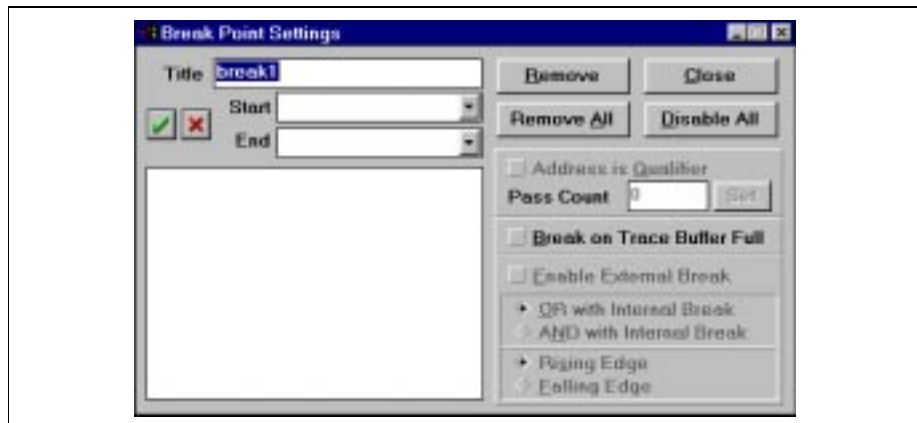 Break Point Settings
Title break1
Start
End
Remove Close
Remove All Disable All
Address is Qualifier
Pass Count 0 Set
Break on Trace Buffer Full
Enable External Break
OR with Internal Break
AND with Internal Break
Rising Edge
Falling Edge